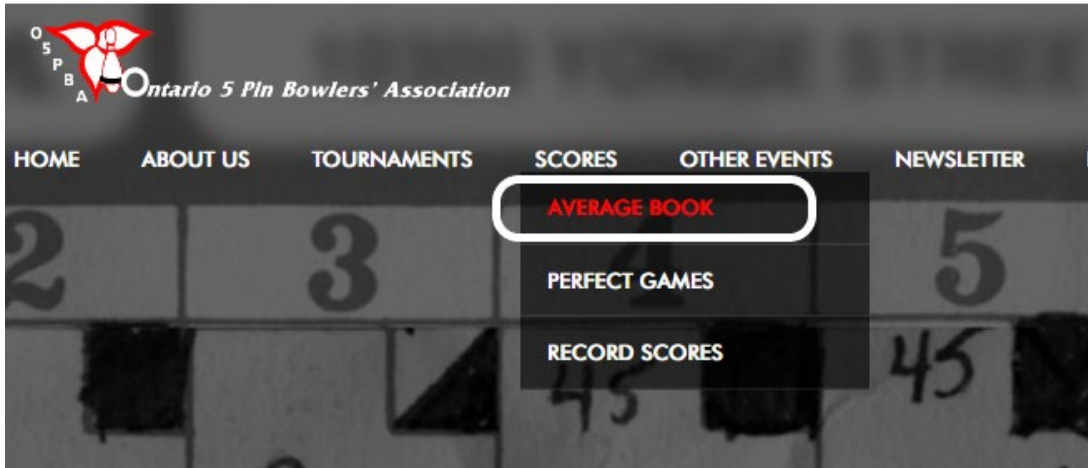 O5PBA
Ontario 5 Pin Bowlers' Association
HOME ABOUT US TOURNAMENTS SCORES OTHER EVENTS NEWSLETTER
AVERAGE BOOK
2 3 4 5
PERFECT GAMES
RECORD SCORES
45 45